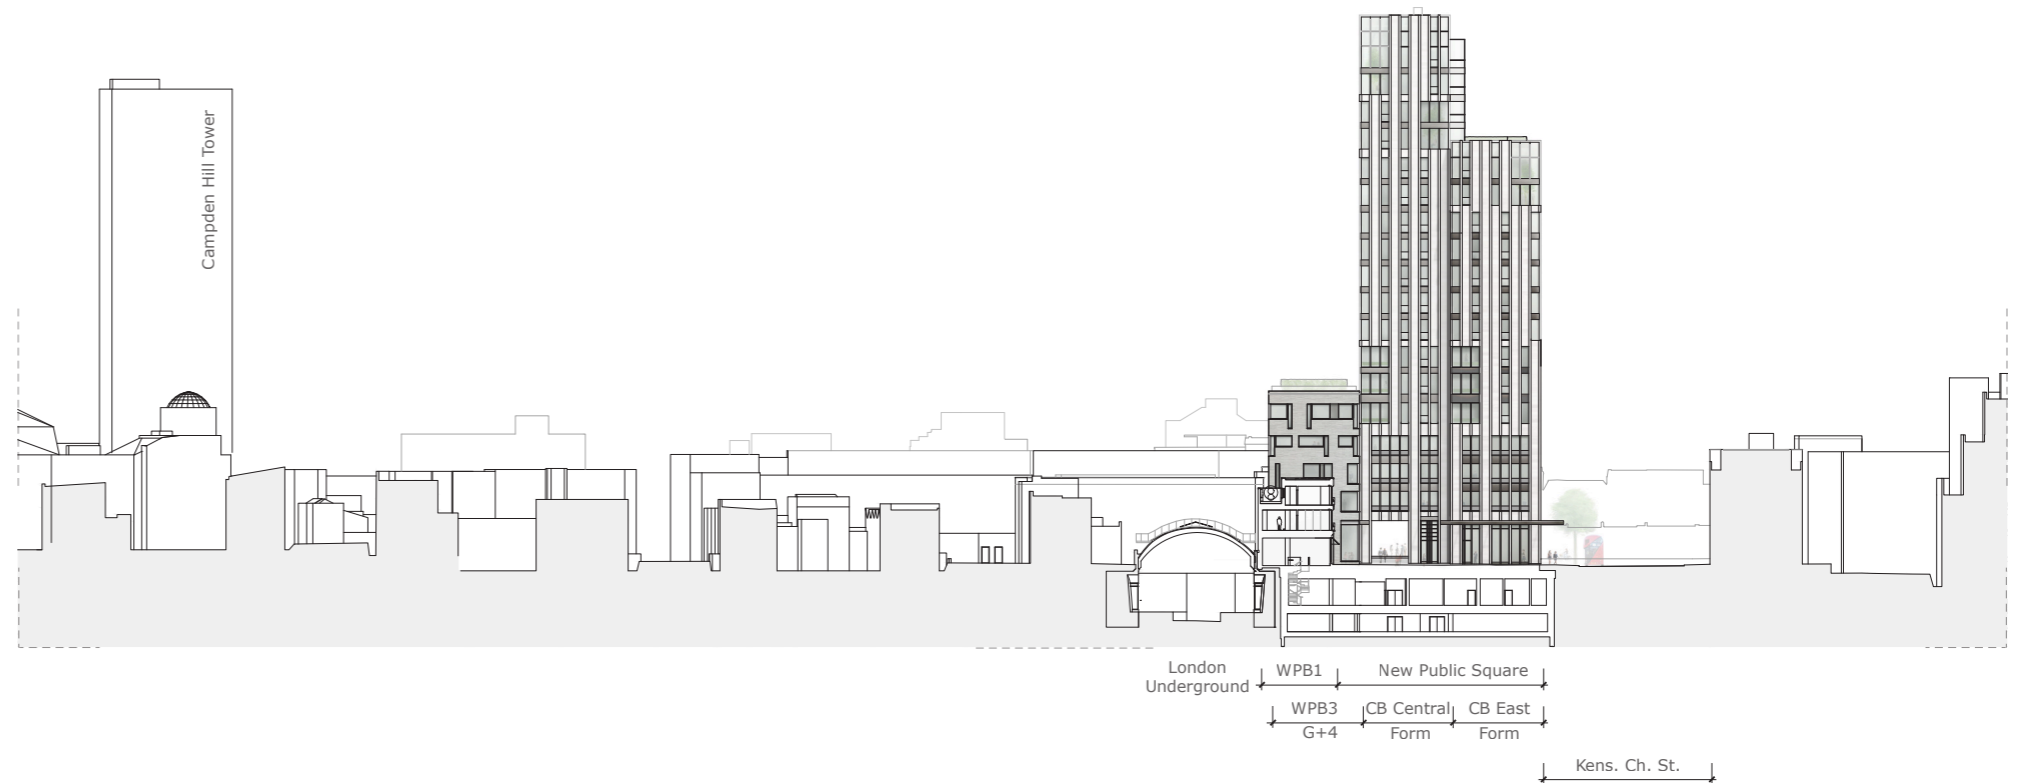 Campden Hill Tower
London
Underground
WPB1
New Public Square
WPB3
G+4
CB Central
Form
CB East
Form
Kens. Ch. St.